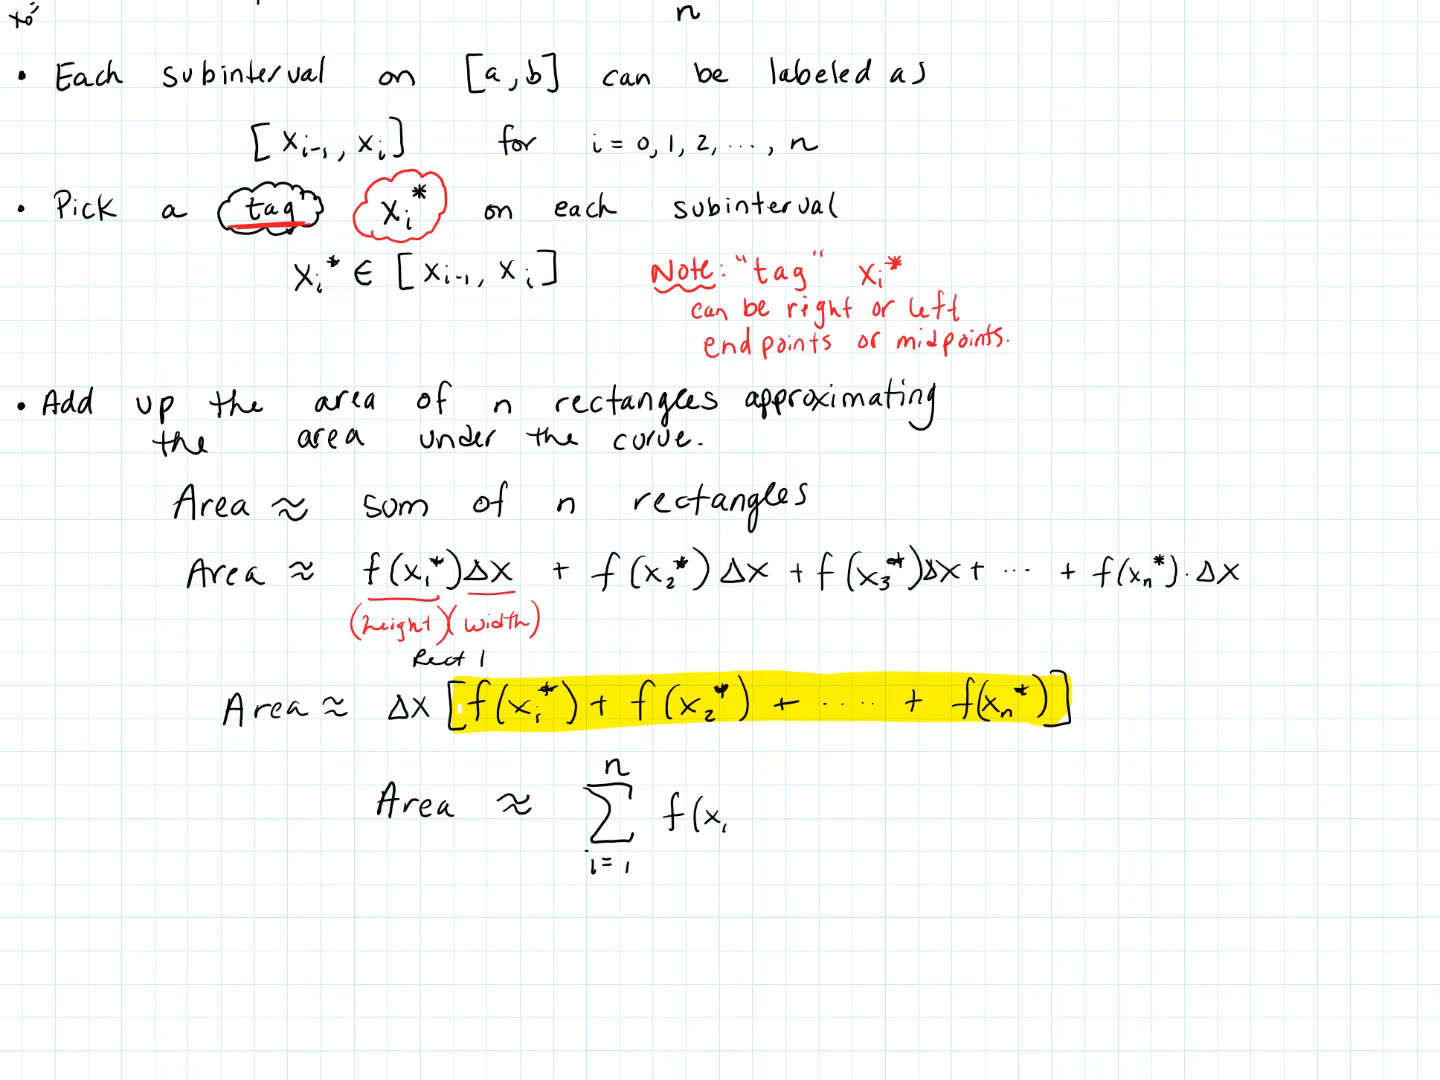 x₀
n
• Each subinterval on [a, b] can be labeled as
[xᵢ₋₁, xᵢ] for i = 0, 1, 2, ..., n
• Pick a tag xᵢ* on each subinterval
xᵢ* ∈ [xᵢ₋₁, xᵢ]
Note: "tag" xᵢ*
can be right or left
endpoints or midpoints.
• Add up the area of n rectangles approximating
the area under the curve.
Area ≈ sum of n rectangles
Area ≈ f(x₁*)Δx + f(x₂*)Δx + f(x₃*)Δx + ... + f(xₙ*)·Δx
(height)(width)
Rect 1
Area ≈ Δx [f(x₁*) + f(x₂*) + .... + f(xₙ*)]
n
Area ≈ Σ f(x,
i = 1